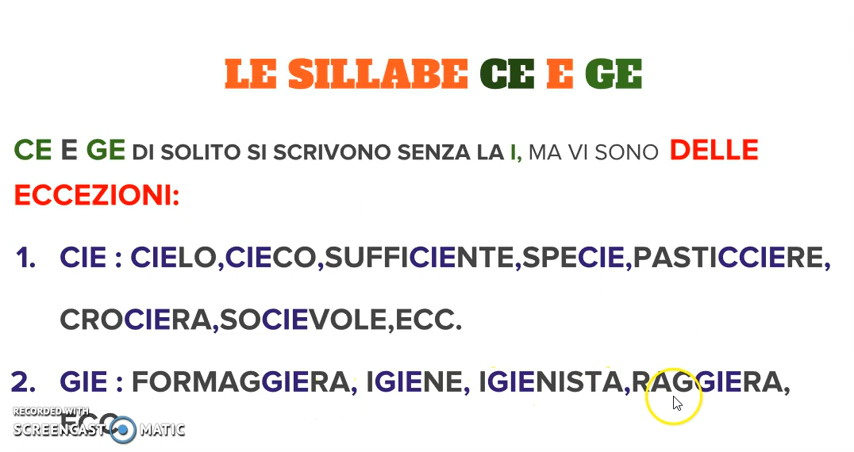 LE SILLABE CE E GE
CE E GE DI SOLITO SI SCRIVONO SENZA LA I, MA VI SONO DELLE
ECCEZIONI:
1. CIE : CIELO,CIECO,SUFFICIENTE,SPECIE,PASTICCIERE,
CROCIERA,SOCIEVOLE,ECC.
2. GIE : FORMAGGIERA, IGIENE, IGIENISTA,RAGGIERA,
ECC
RECORDED WITH
SCREENCAST MATIC